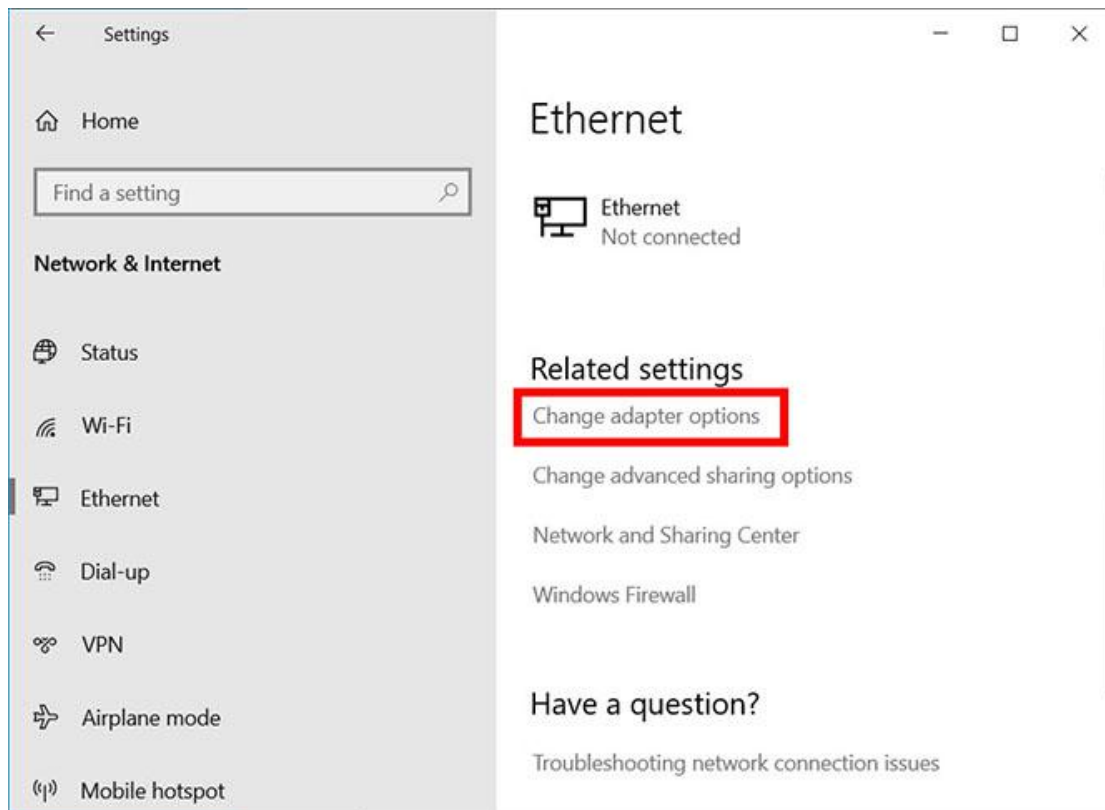 Settings
Home
Find a setting
Network & Internet
Status
Wi-Fi
Ethernet
Dial-up
VPN
Airplane mode
Mobile hotspot
Ethernet
Ethernet
Not connected
Related settings
Change adapter options
Change advanced sharing options
Network and Sharing Center
Windows Firewall
Have a question?
Troubleshooting network connection issues